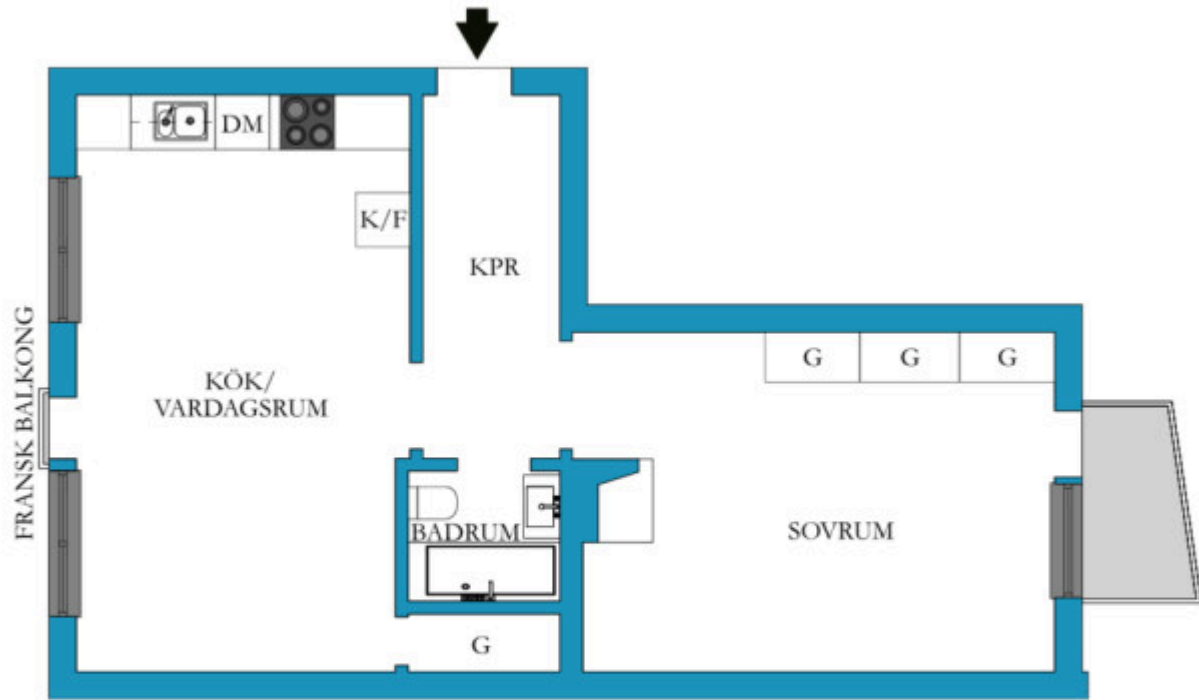 DM
K/F
KPR
FRANSK BALKONG
KÖK/
VARDAGSRUM
G
G
G
BADRUM
SOVRUM
G